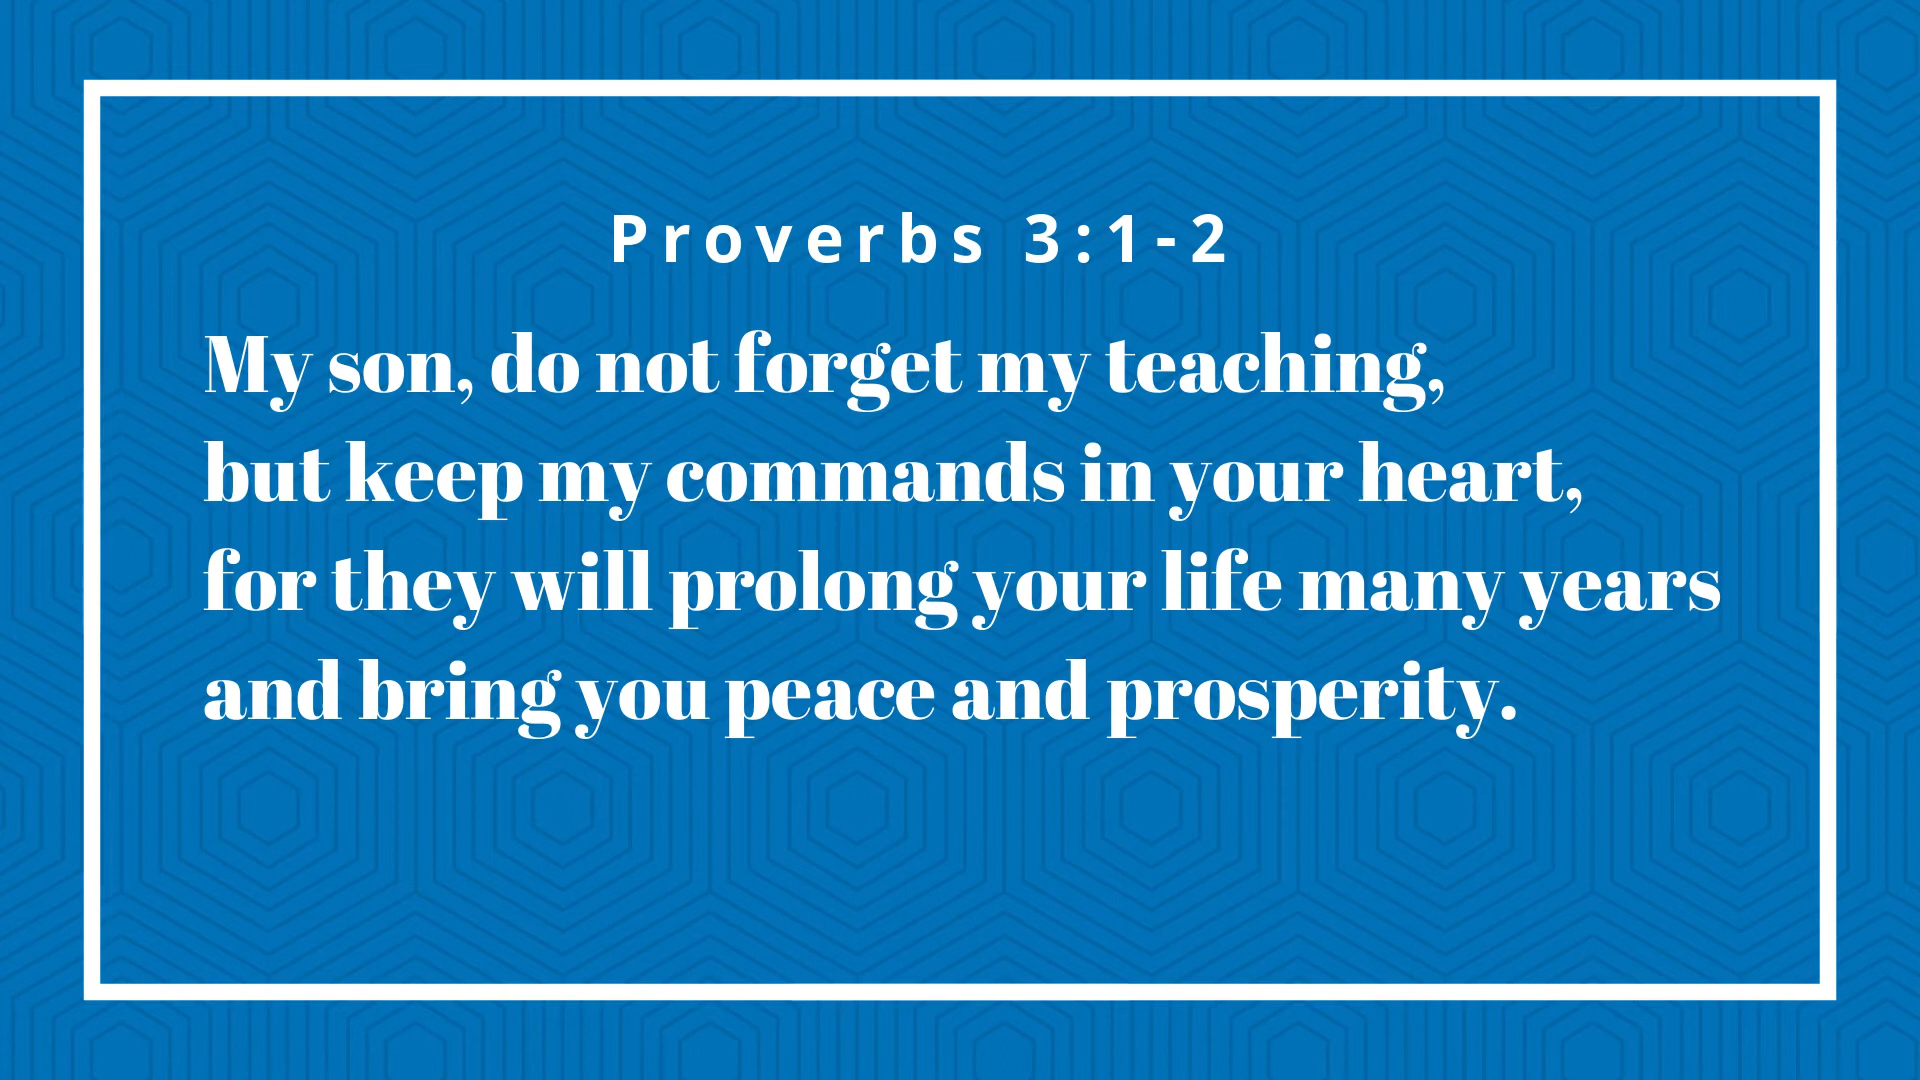 Proverbs 3:1-2
My son, do not forget my teaching,
but keep my commands in your heart,
for they will prolong your life many years
and bring you peace and prosperity.